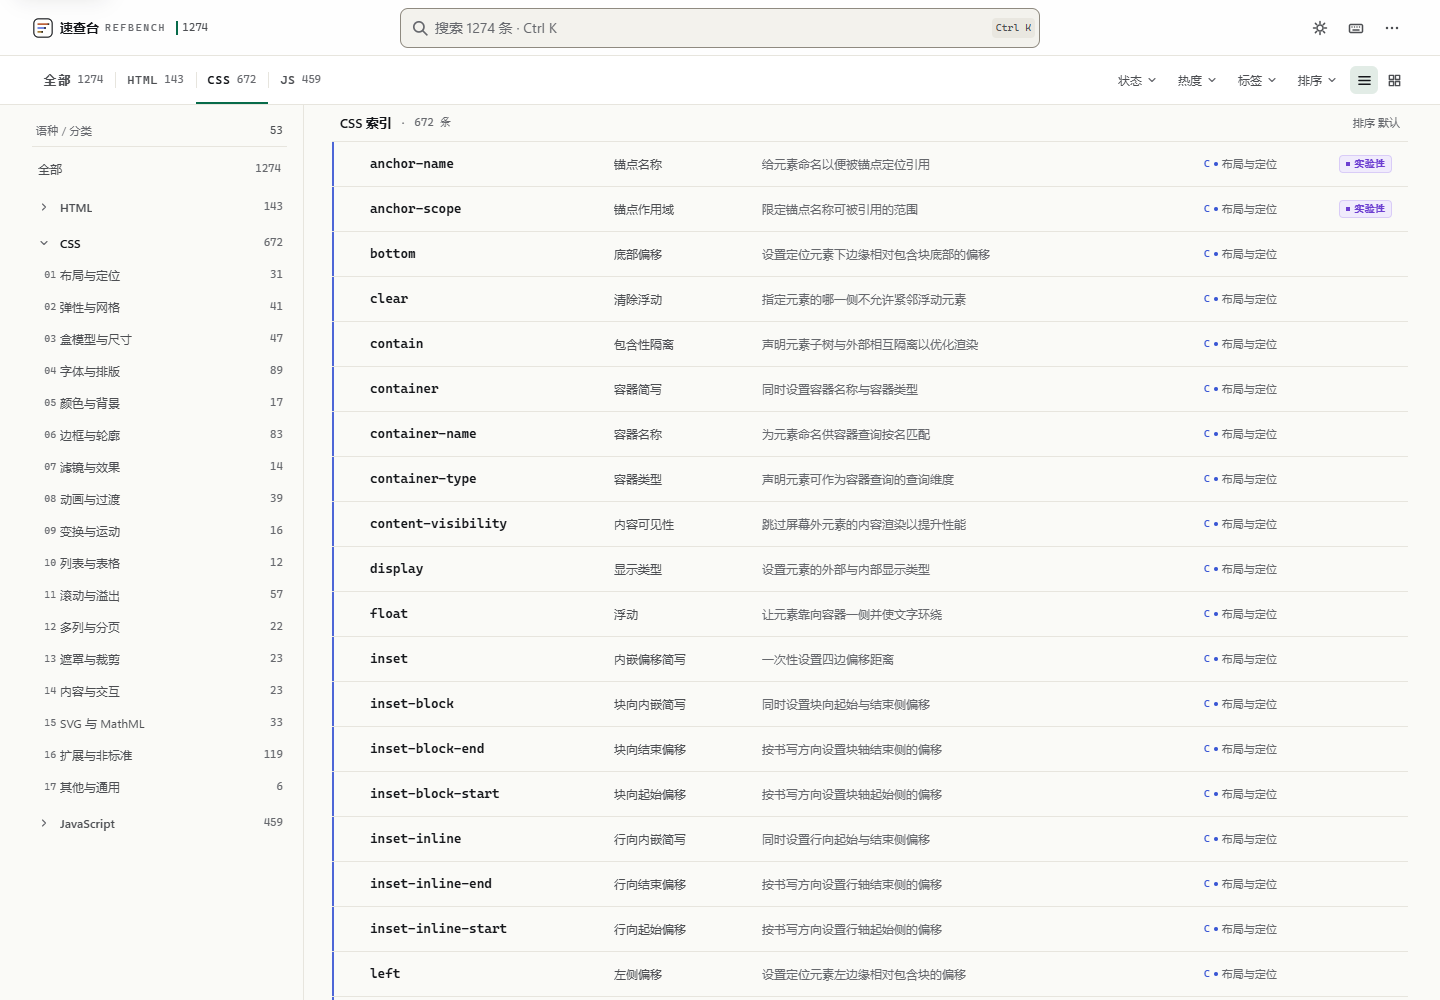 速查台 REFBENCH 1274 搜索 1274 条 · Ctrl K Ctrl K
全部 1274 HTML 143 CSS 672 JS 459 状态 热度 标签 排序
语种 / 分类 53
全部 1274
HTML 143
CSS 672
01 布局与定位 31
02 弹性与网格 41
03 盒模型与尺寸 47
04 字体与排版 89
05 颜色与背景 17
06 边框与轮廓 83
07 滤镜与效果 14
08 动画与过渡 39
09 变换与运动 16
10 列表与表格 12
11 滚动与溢出 57
12 多列与分页 22
13 遮罩与裁剪 23
14 内容与交互 23
15 SVG 与 MathML 33
16 扩展与非标准 119
17 其他与通用 6
JavaScript 459
CSS 索引 · 672 条 排序 默认
anchor-name 锚点名称 给元素命名以便被锚点定位引用 C 布局与定位 实验性
anchor-scope 锚点作用域 限定锚点名称可被引用的范围 C 布局与定位 实验性
bottom 底部偏移 设置定位元素下边缘相对包含块底部的偏移 C 布局与定位
clear 清除浮动 指定元素的哪一侧不允许紧邻浮动元素 C 布局与定位
contain 包含性隔离 声明元素子树与外部相互隔离以优化渲染 C 布局与定位
container 容器简写 同时设置容器名称与容器类型 C 布局与定位
container-name 容器名称 为元素命名供容器查询按名匹配 C 布局与定位
container-type 容器类型 声明元素可作为容器查询的查询维度 C 布局与定位
content-visibility 内容可见性 跳过屏幕外元素的内容渲染以提升性能 C 布局与定位
display 显示类型 设置元素的外部与内部显示类型 C 布局与定位
float 浮动 让元素靠向容器一侧并使文字环绕 C 布局与定位
inset 内嵌偏移简写 一次性设置四边偏移距离 C 布局与定位
inset-block 块向内嵌简写 同时设置块向起始与结束侧偏移 C 布局与定位
inset-block-end 块向结束偏移 按书写方向设置块轴结束侧的偏移 C 布局与定位
inset-block-start 块向起始偏移 按书写方向设置块轴起始侧的偏移 C 布局与定位
inset-inline 行向内嵌简写 同时设置行向起始与结束侧偏移 C 布局与定位
inset-inline-end 行向结束偏移 按书写方向设置行轴结束侧的偏移 C 布局与定位
inset-inline-start 行向起始偏移 按书写方向设置行轴起始侧的偏移 C 布局与定位
left 左侧偏移 设置定位元素左边缘相对包含块的偏移 C 布局与定位